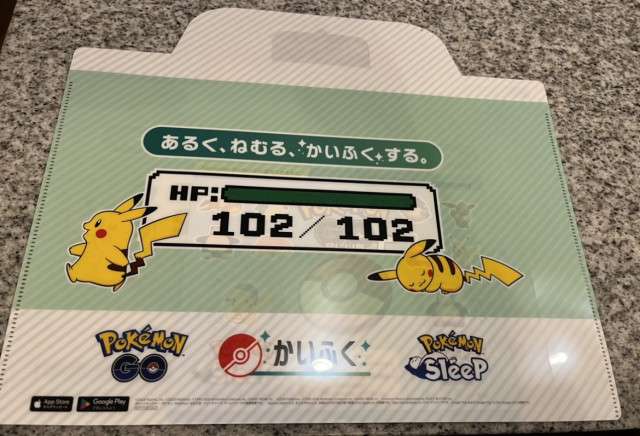 あるく、ねむる、かいふくする。
HP:
102/102
POKéMON GO
かいふく
Pokémon Sleep
App Store
Google Play